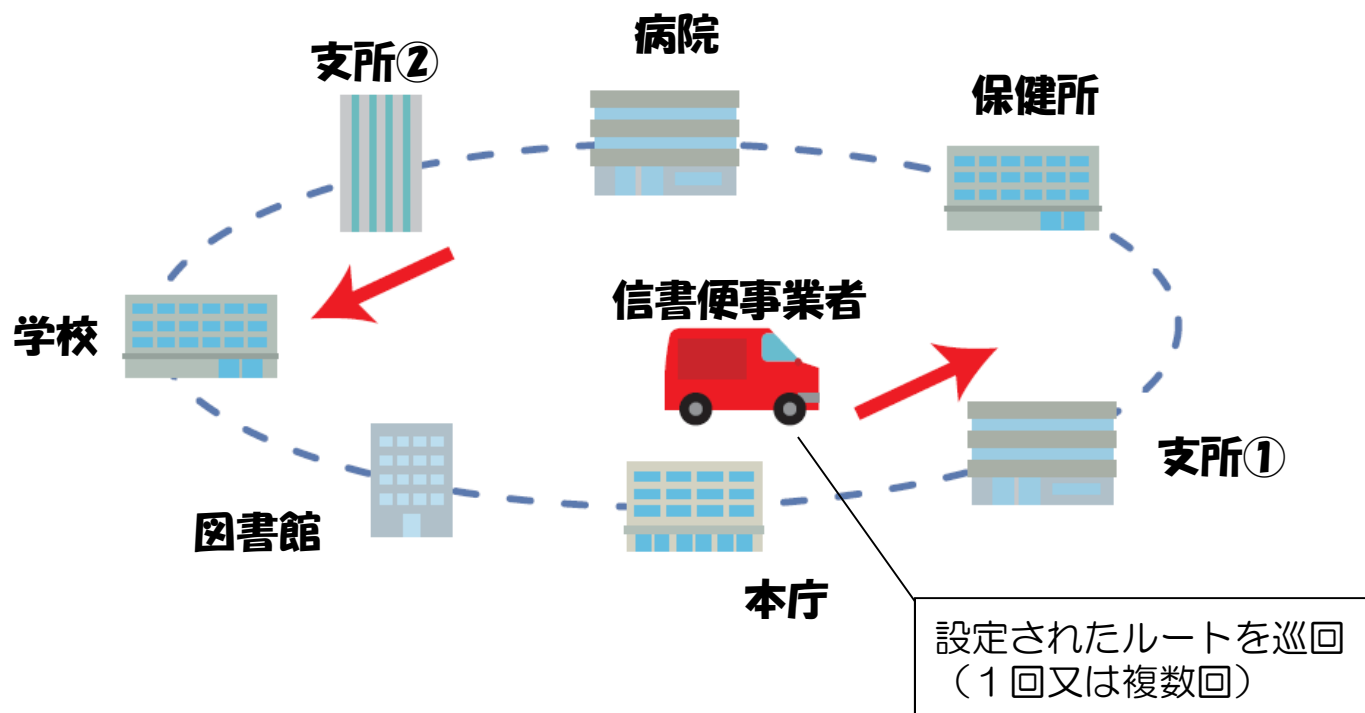 病院
支所②
保健所
信書便事業者
学校
支所①
図書館
本庁
設定されたルートを巡回
（１回又は複数回）